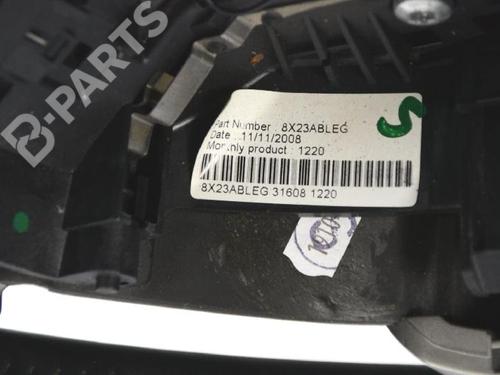 B-PARTS
Part Number : 8X23ABLEG
Date : 11/11/2008
Monthly product : 1220
8X23ABLEG 31608 1220
S